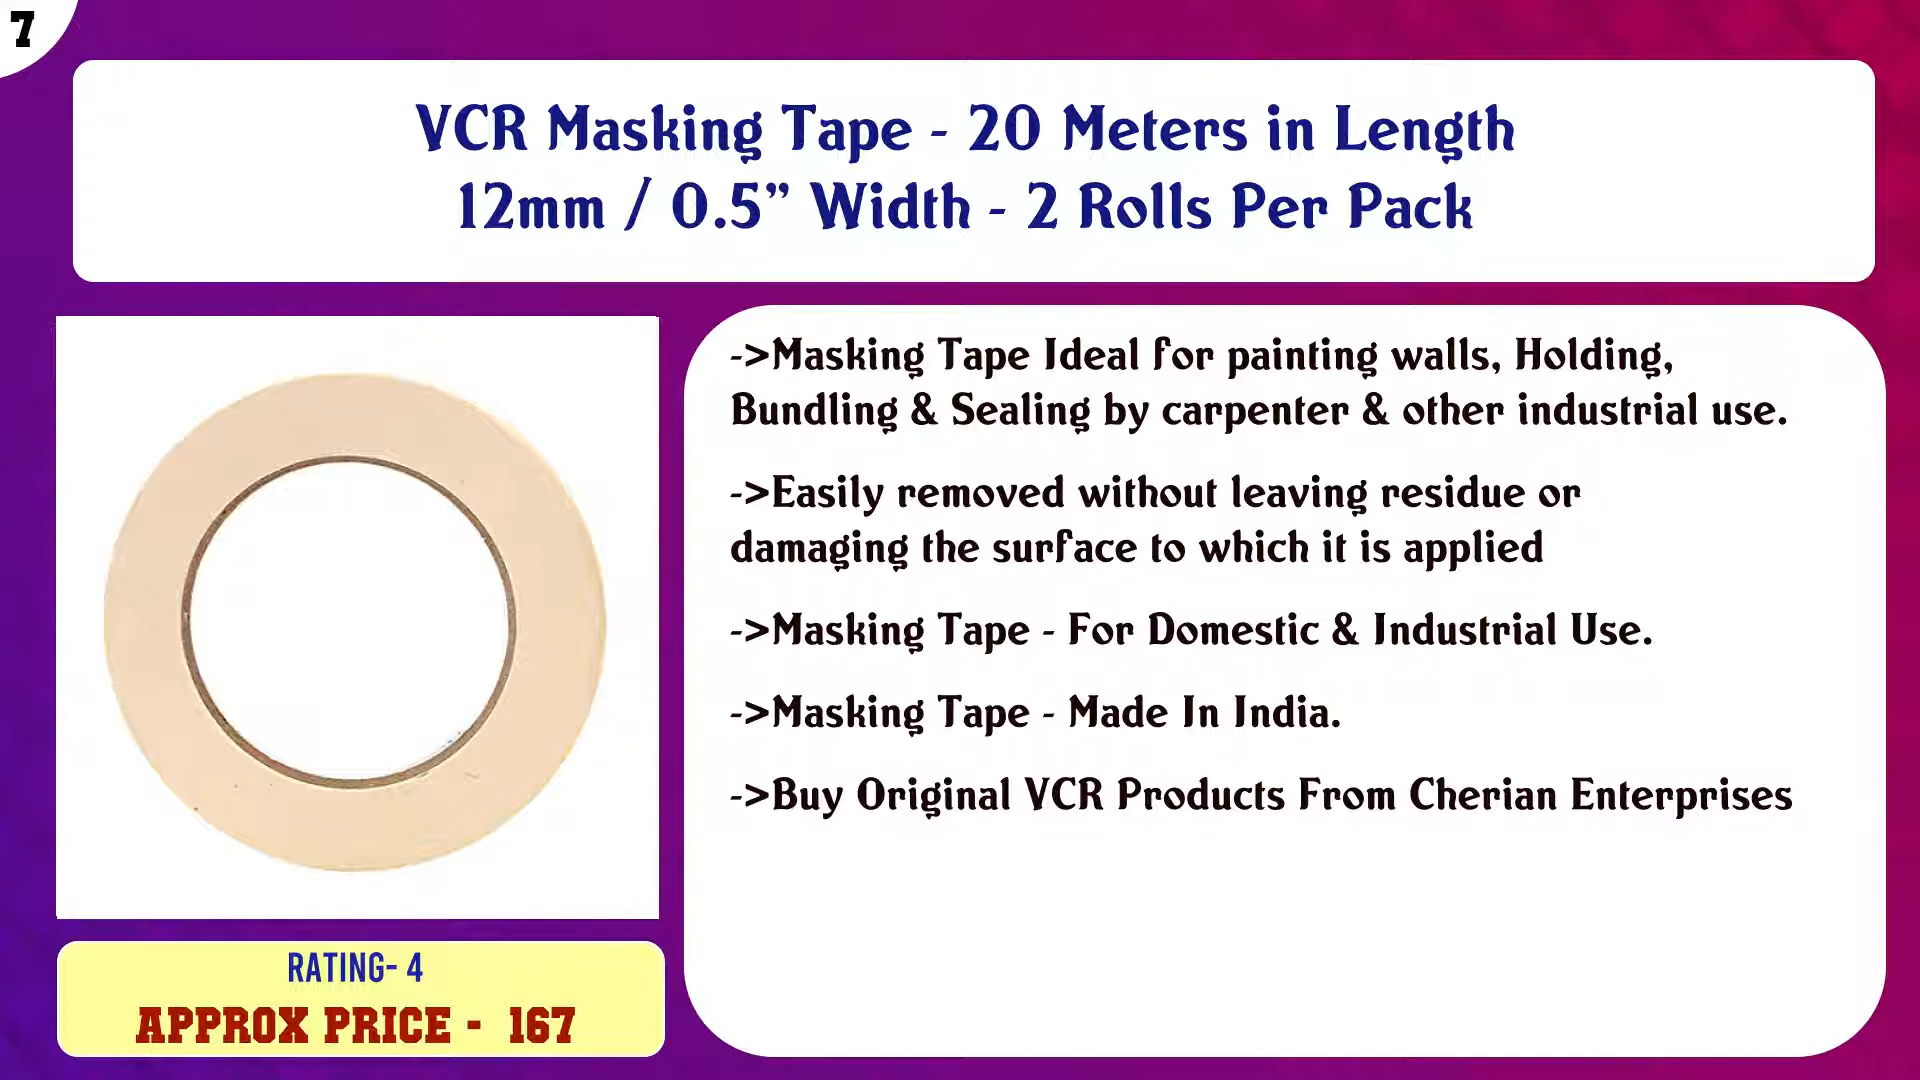 7
VCR Masking Tape - 20 Meters in Length
12mm / 0.5” Width - 2 Rolls Per Pack
->Masking Tape Ideal for painting walls, Holding,
Bundling & Sealing by carpenter & other industrial use.
->Easily removed without leaving residue or
damaging the surface to which it is applied
->Masking Tape - For Domestic & Industrial Use.
->Masking Tape - Made In India.
->Buy Original VCR Products From Cherian Enterprises
RATING- 4
APPROX PRICE - 167